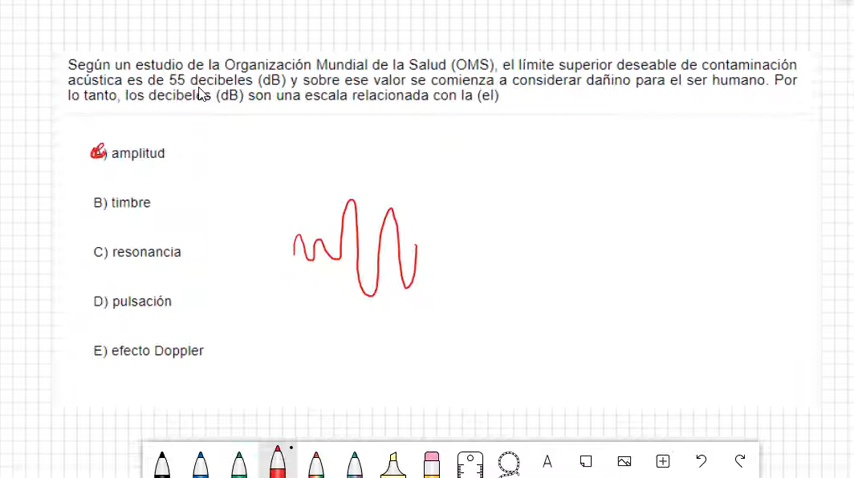 Según un estudio de la Organización Mundial de la Salud (OMS), el límite superior deseable de contaminación
acústica es de 55 decibeles (dB) y sobre ese valor se comienza a considerar dañino para el ser humano. Por
lo tanto, los decibeles (dB) son una escala relacionada con la (el)
A) amplitud
B) timbre
C) resonancia
D) pulsación
E) efecto Doppler
A